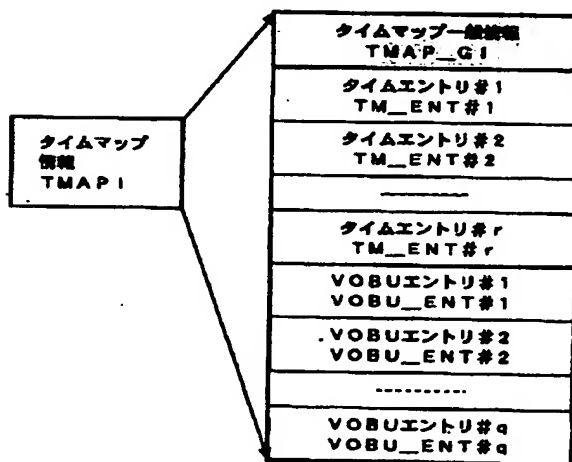 タイムマップ
情報
TMAPI
タイムマップ一般情報
TMAP_GI
タイムエントリ#1
TM_ENT#1
タイムエントリ#2
TM_ENT#2
----------
タイムエントリ#r
TM_ENT#r
VOBUエントリ#1
VOBU_ENT#1
VOBUエントリ#2
VOBU_ENT#2
----------
VOBUエントリ#q
VOBU_ENT#q